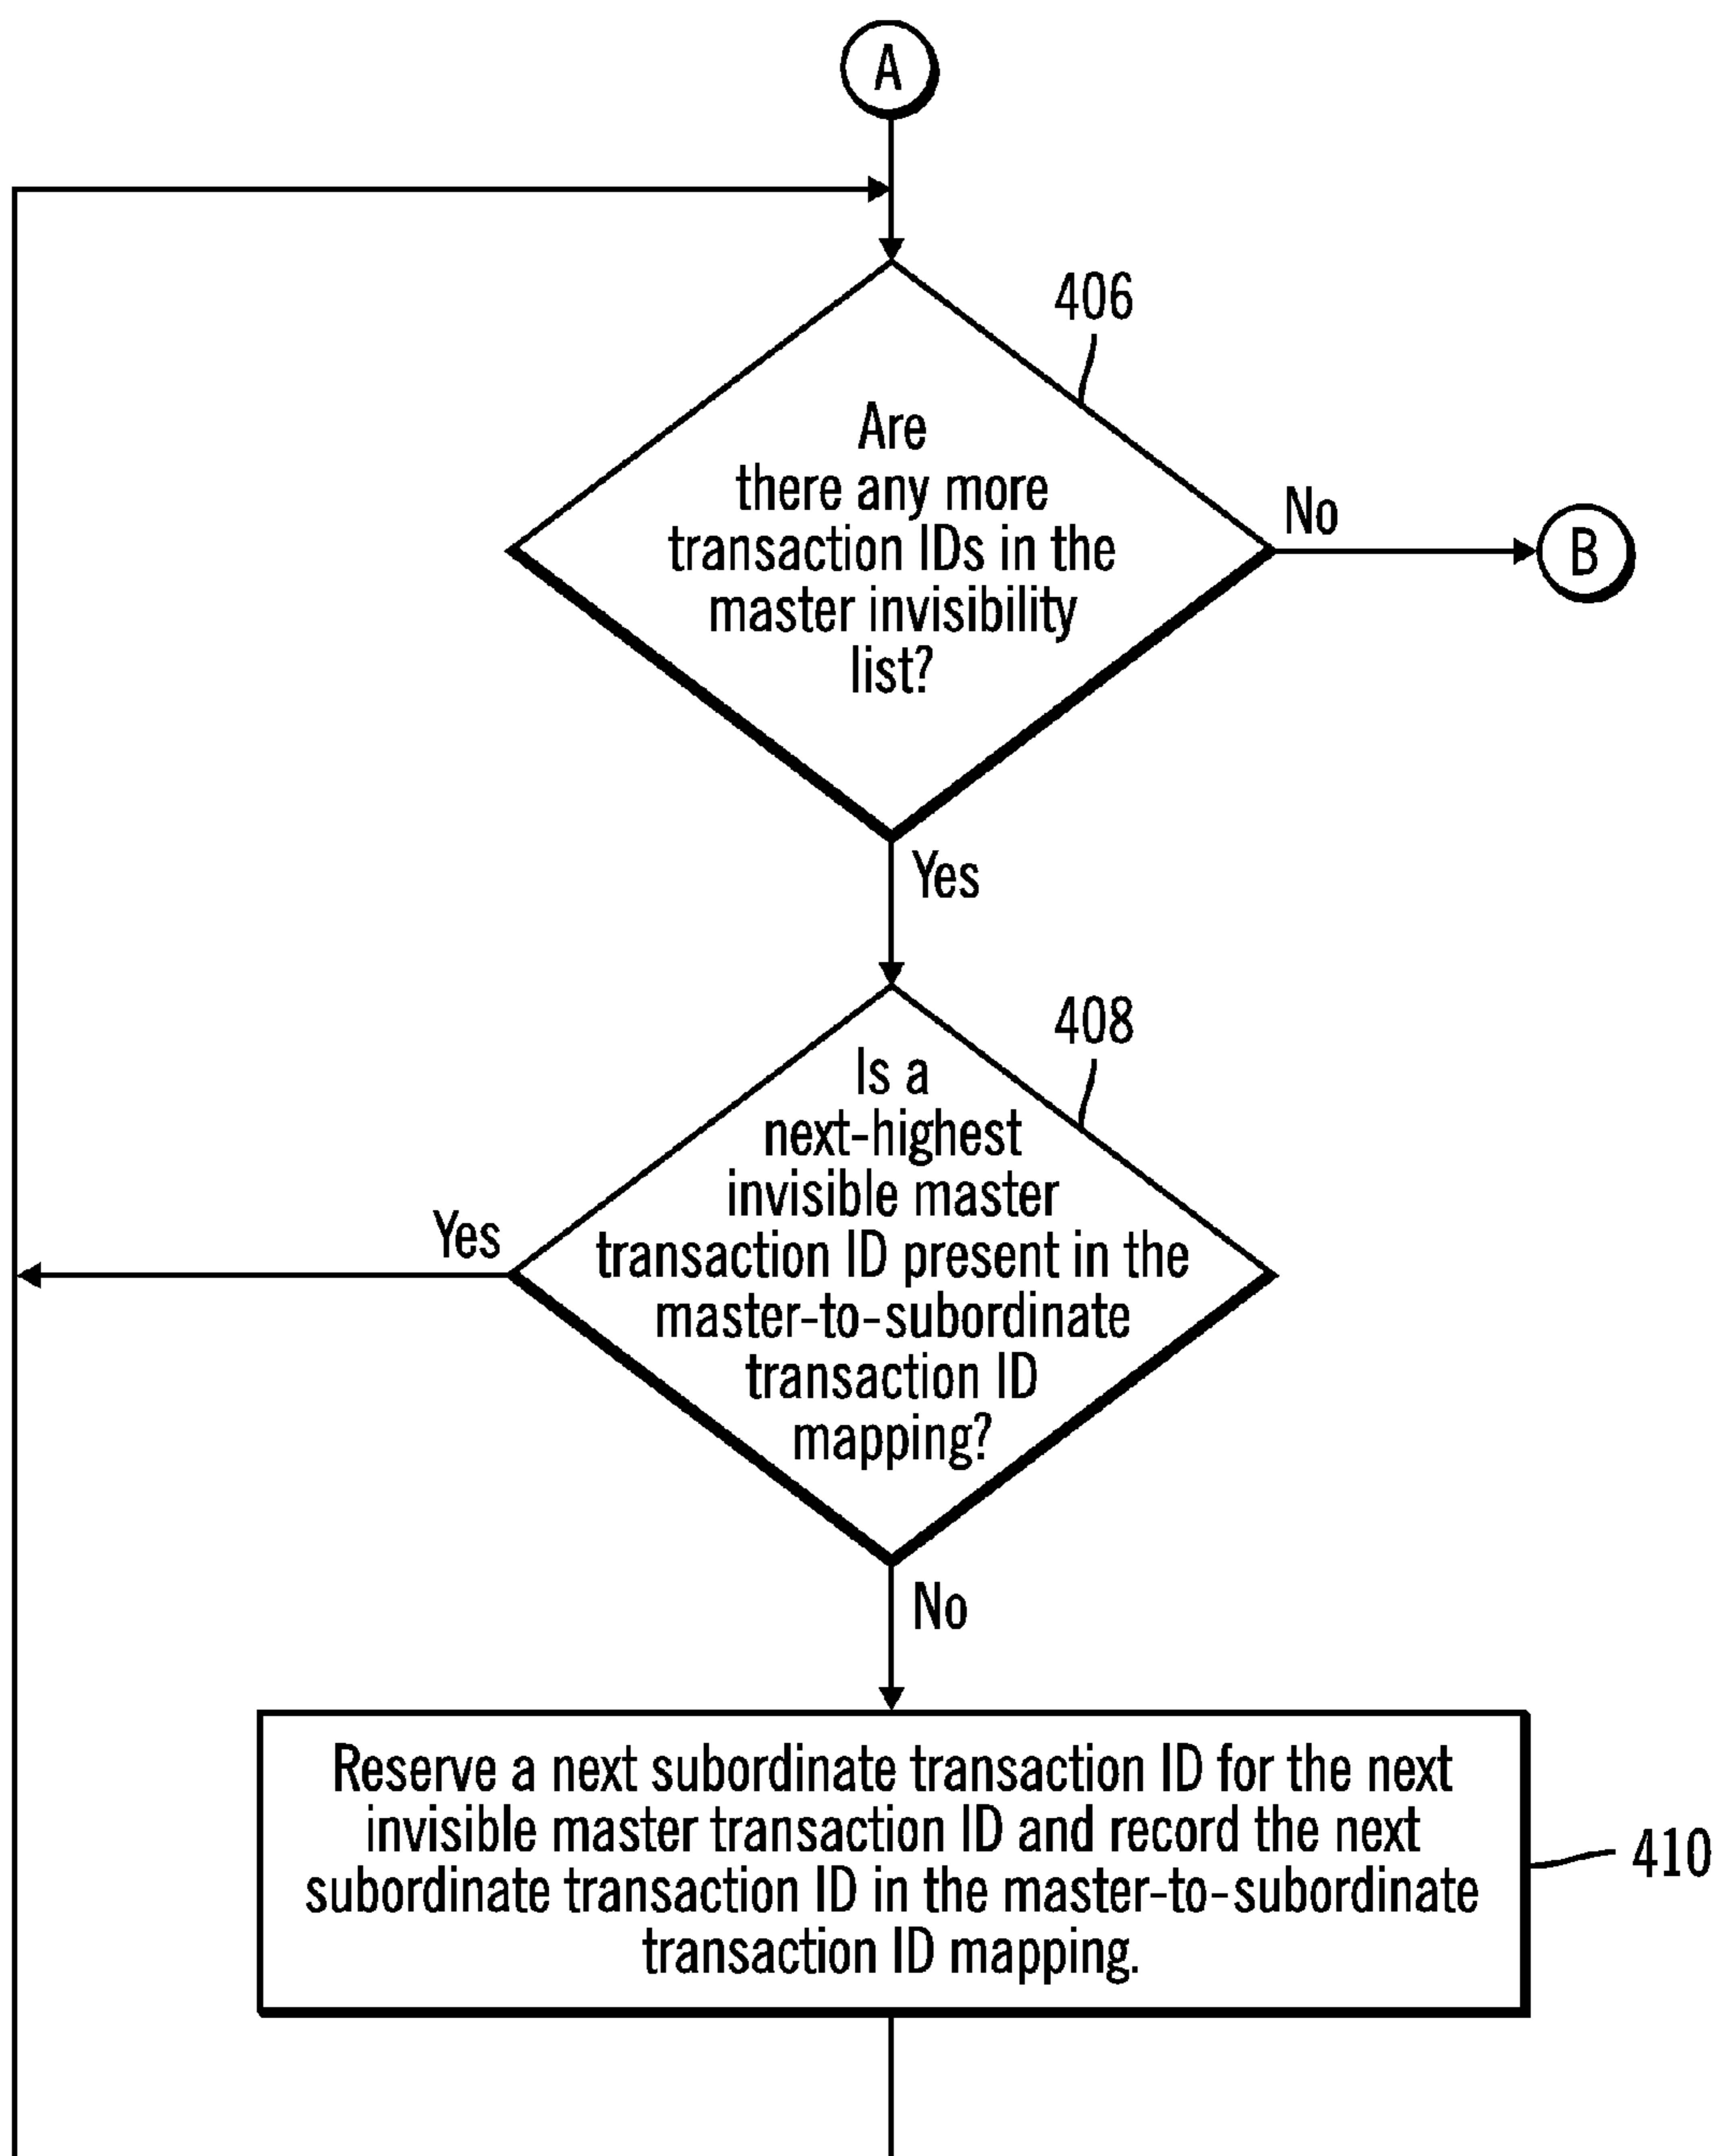 A
406
Are
there any more
transaction IDs in the
master invisibility
list?
No
B
Yes
408
Is a
next-highest
invisible master
transaction ID present in the
master-to-subordinate
transaction ID
mapping?
Yes
No
Reserve a next subordinate transaction ID for the next
invisible master transaction ID and record the next
subordinate transaction ID in the master-to-subordinate
transaction ID mapping.
410